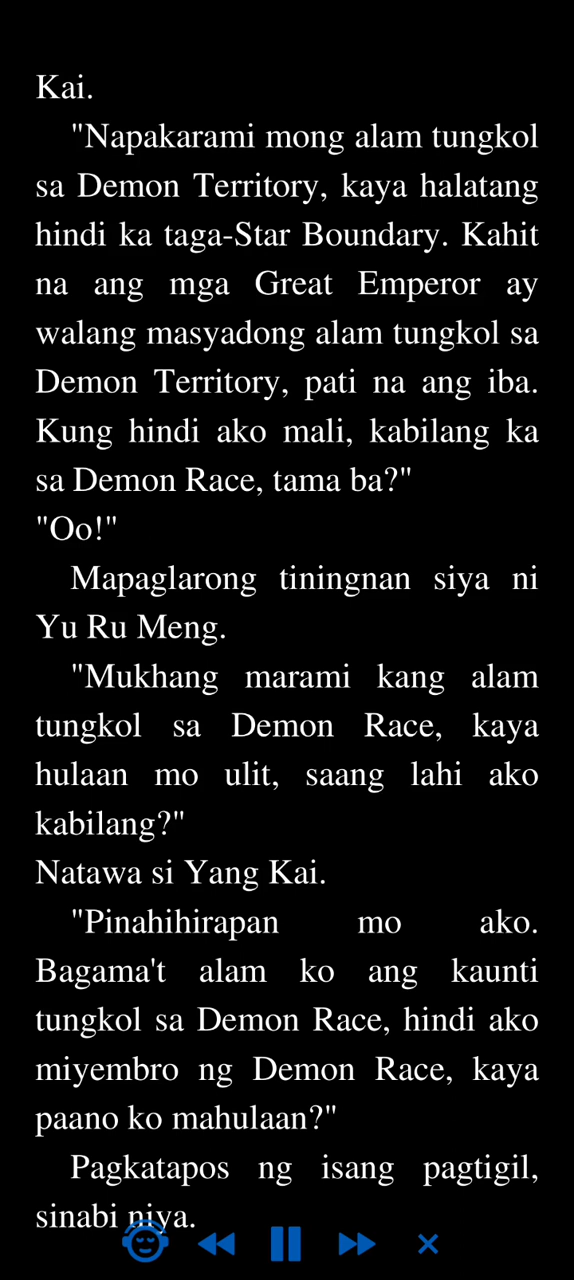 Kai.
"Napakarami mong alam tungkol
sa Demon Territory, kaya halatang
hindi ka taga-Star Boundary. Kahit
na ang mga Great Emperor ay
walang masyadong alam tungkol sa
Demon Territory, pati na ang iba.
Kung hindi ako mali, kabilang ka
sa Demon Race, tama ba?"
"Oo!"
Mapaglarong tiningnan siya ni
Yu Ru Meng.
"Mukhang marami kang alam
tungkol sa Demon Race, kaya
hulaan mo ulit, saang lahi ako
kabilang?"
Natawa si Yang Kai.
"Pinahihirapan mo ako.
Bagama't alam ko ang kaunti
tungkol sa Demon Race, hindi ako
miyembro ng Demon Race, kaya
paano ko mahulaan?"
Pagkatapos ng isang pagtigil,
sinabi niya.